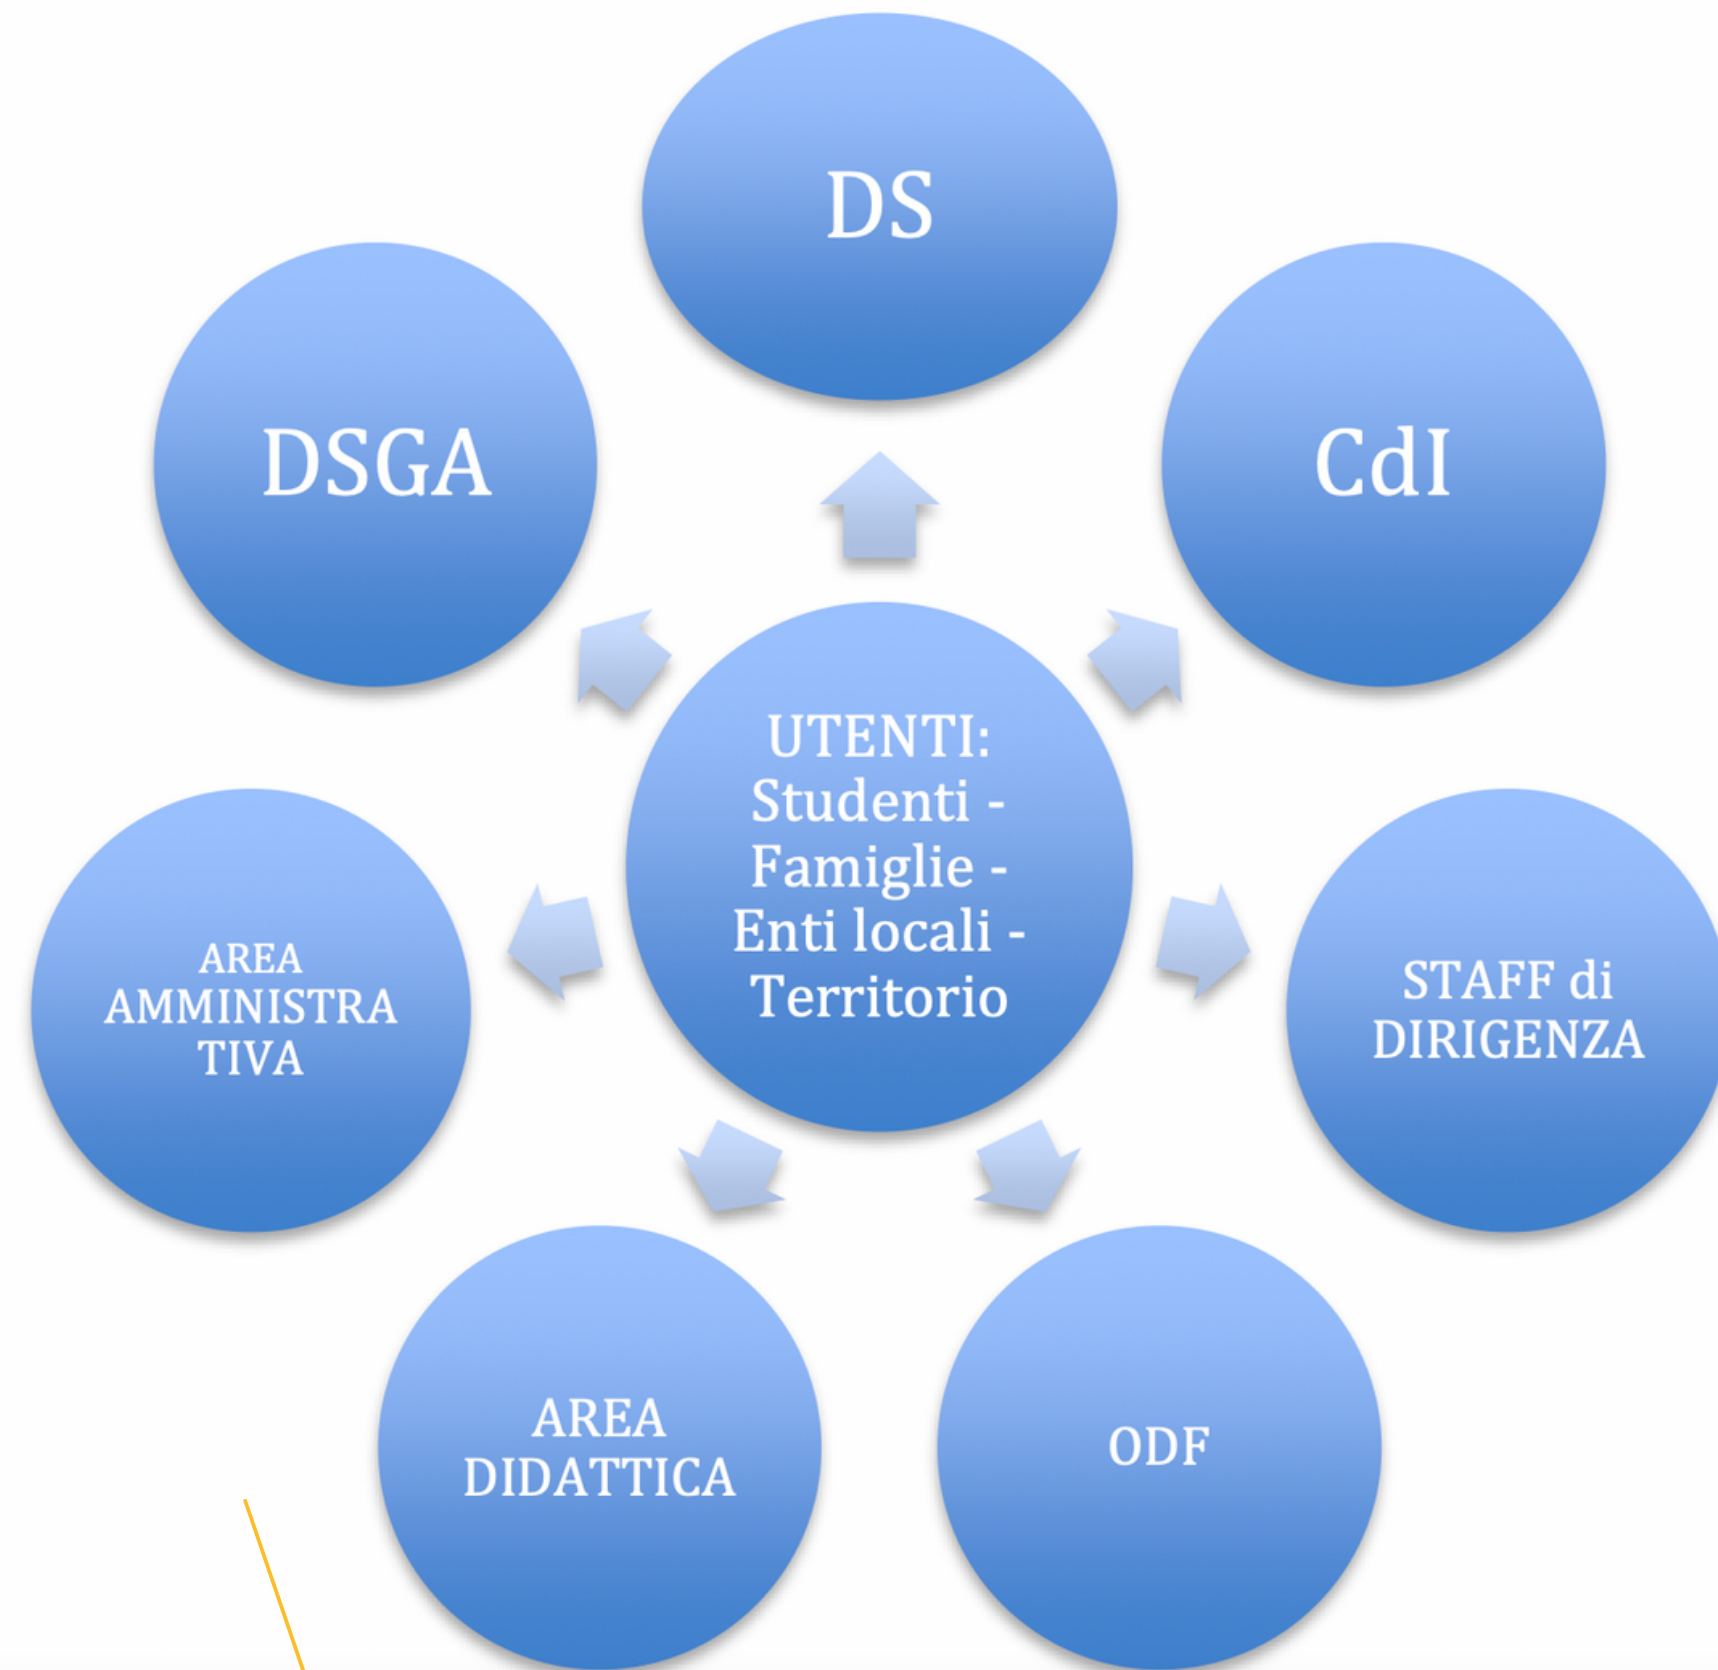 DS
DSGA
CdI
UTENTI:
Studenti -
Famiglie -
Enti locali -
Territorio
AREA
AMMINISTRA
TIVA
STAFF di
DIRIGENZA
AREA
DIDATTICA
ODF